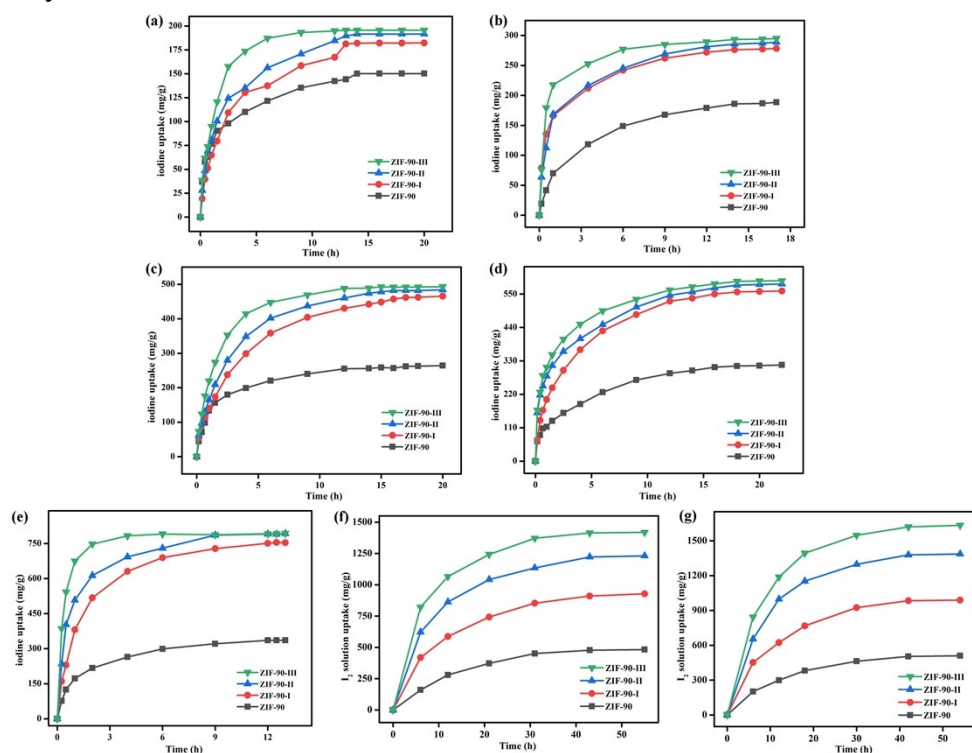 (a)
iodine uptake (mg/g)
200
175
150
125
100
75
50
25
0
ZIF-90-III
ZIF-90-II
ZIF-90-I
ZIF-90
0 5 10 15 20
Time (h)
(b)
iodine uptake (mg/g)
300
250
200
150
100
50
0
ZIF-90-III
ZIF-90-II
ZIF-90-I
ZIF-90
0 3 6 9 12 15 18
Time (h)
(c)
iodine uptake (mg/g)
500
400
300
200
100
0
ZIF-90-III
ZIF-90-II
ZIF-90-I
ZIF-90
0 5 10 15 20
Time (h)
(d)
iodine uptake (mg/g)
550
440
330
220
110
0
ZIF-90-III
ZIF-90-II
ZIF-90-I
ZIF-90
0 5 10 15 20
Time (h)
(e)
iodine uptake (mg/g)
750
600
450
300
150
0
ZIF-90-III
ZIF-90-II
ZIF-90-I
ZIF-90
0 3 6 9 12
Time (h)
(f)
I₂ solution uptake (mg/g)
1500
1250
1000
750
500
250
0
ZIF-90-III
ZIF-90-II
ZIF-90-I
ZIF-90
0 10 20 30 40 50
Time (h)
(g)
I₂ solution uptake (mg/g)
1500
1200
900
600
300
0
ZIF-90-III
ZIF-90-II
ZIF-90-I
ZIF-90
0 10 20 30 40 50
Time (h)